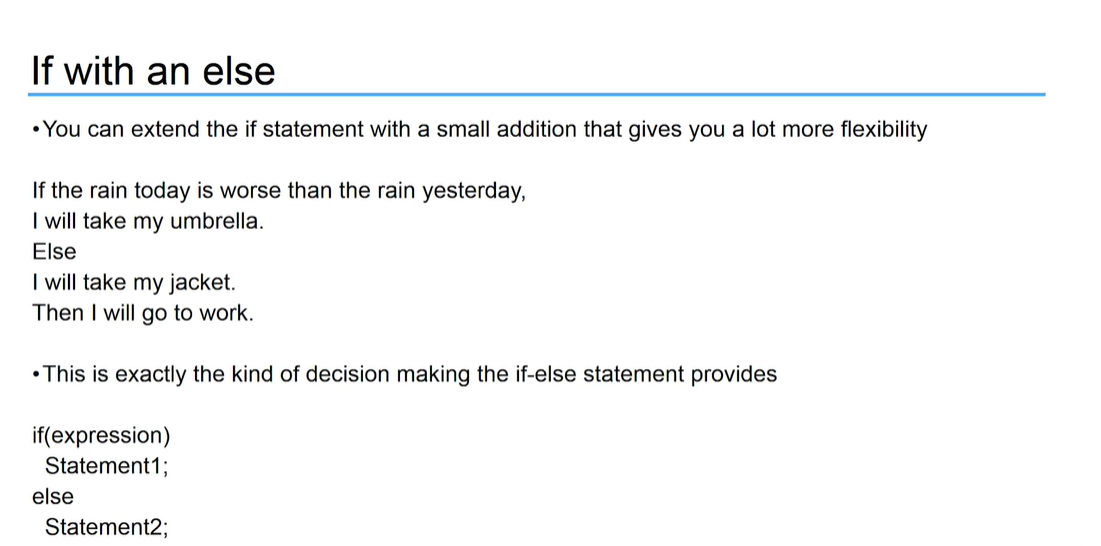 If with an else
•You can extend the if statement with a small addition that gives you a lot more flexibility
If the rain today is worse than the rain yesterday,
I will take my umbrella.
Else
I will take my jacket.
Then I will go to work.
•This is exactly the kind of decision making the if-else statement provides
if(expression)
Statement1;
else
Statement2;